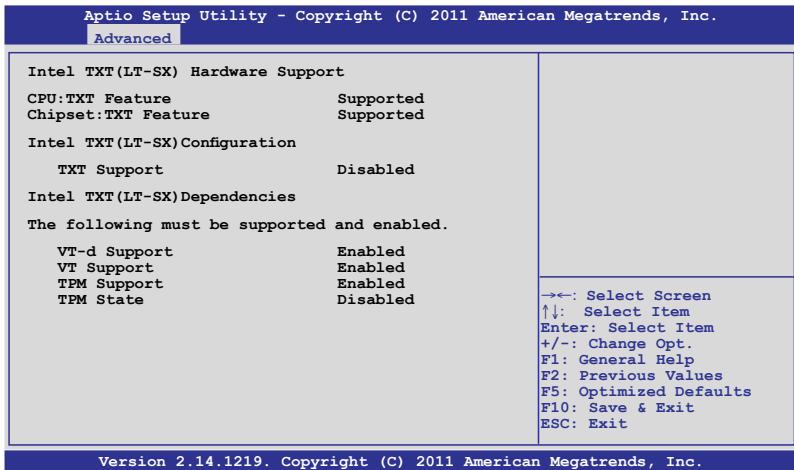 Aptio Setup Utility - Copyright (C) 2011 American Megatrends, Inc.
Advanced
Intel TXT(LT-SX) Hardware Support
CPU:TXT Feature Supported
Chipset:TXT Feature Supported
Intel TXT(LT-SX)Configuration
TXT Support Disabled
Intel TXT(LT-SX)Dependencies
The following must be supported and enabled.
VT-d Support Enabled
VT Support Enabled
TPM Support Enabled
TPM State Disabled
→←: Select Screen
↑↓: Select Item
Enter: Select Item
+/-: Change Opt.
F1: General Help
F2: Previous Values
F5: Optimized Defaults
F10: Save & Exit
ESC: Exit
Version 2.14.1219. Copyright (C) 2011 American Megatrends, Inc.